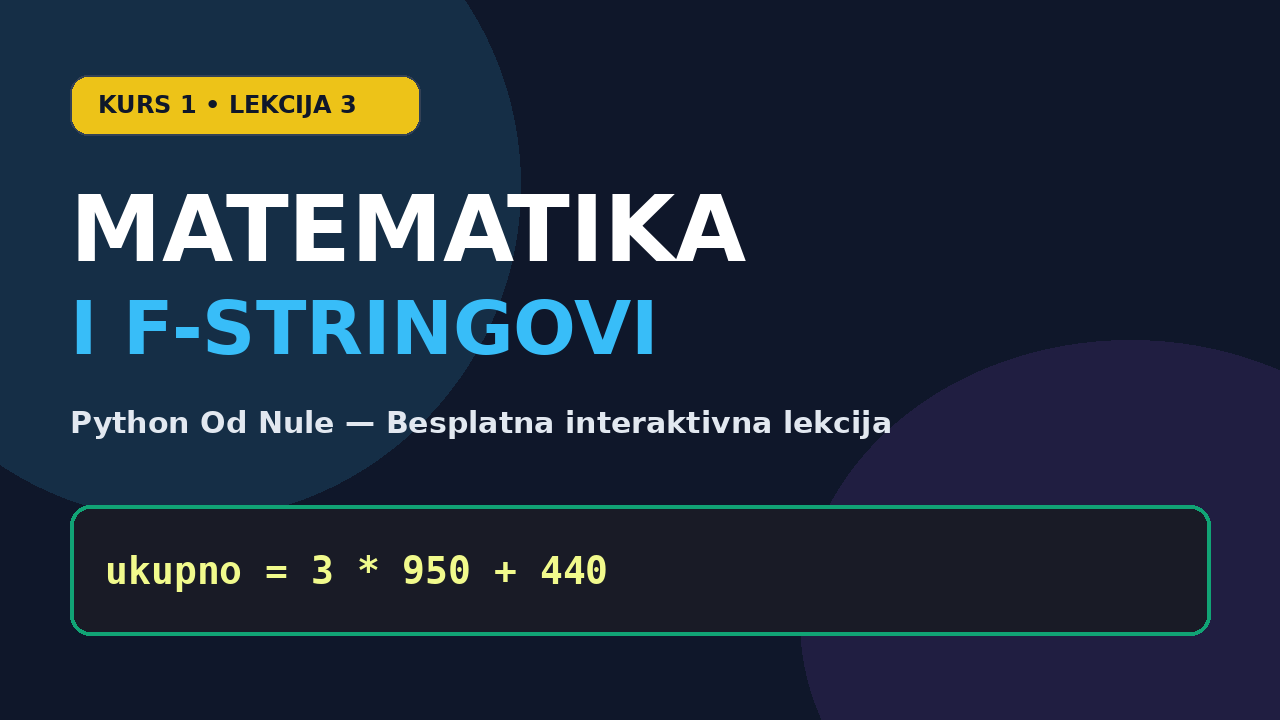 KURS 1 • LEKCIJA 3
MATEMATIKA
I F-STRINGOVI
Python Od Nule — Besplatna interaktivna lekcija
ukupno = 3 * 950 + 440